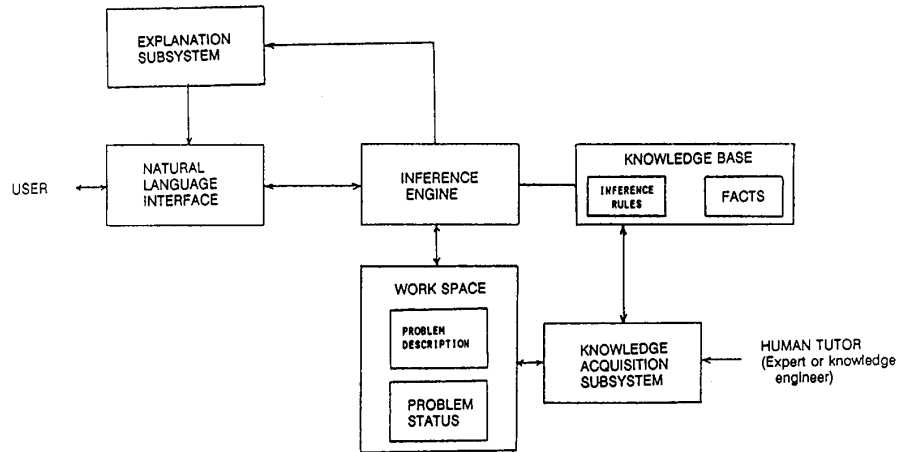 EXPLANATION
SUBSYSTEM
NATURAL
LANGUAGE
INTERFACE
USER
INFERENCE
ENGINE
KNOWLEDGE BASE
INFERENCE
RULES
FACTS
WORK SPACE
PROBLEM
DESCRIPTION
PROBLEM
STATUS
KNOWLEDGE
ACQUISITION
SUBSYSTEM
HUMAN TUTOR
(Expert or knowledge
engineer)